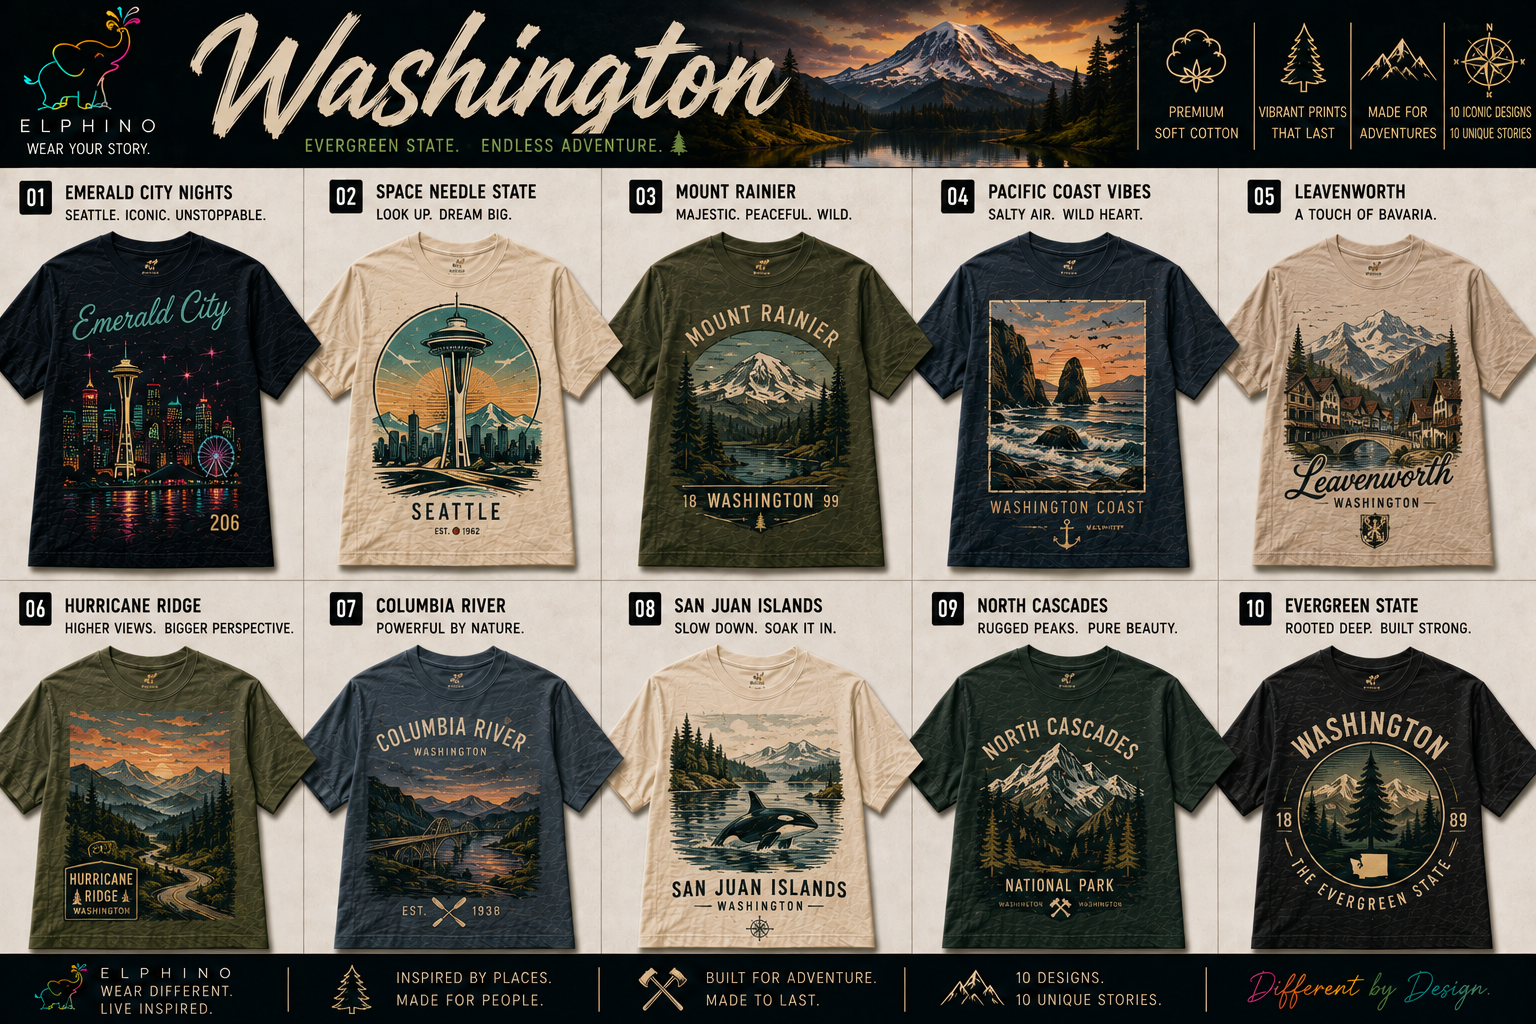 ELPHINO
WEAR YOUR STORY.
Washington
EVERGREEN STATE. ENDLESS ADVENTURE.
PREMIUM
SOFT COTTON
VIBRANT PRINTS
THAT LAST
MADE FOR
ADVENTURES
N
10 ICONIC DESIGNS
10 UNIQUE STORIES
01 EMERALD CITY NIGHTS
SEATTLE. ICONIC. UNSTOPPABLE.
Emerald City
206
02 SPACE NEEDLE STATE
LOOK UP. DREAM BIG.
SEATTLE
EST. 1962
03 MOUNT RAINIER
MAJESTIC. PEACEFUL. WILD.
MOUNT RAINIER
18 WASHINGTON 99
04 PACIFIC COAST VIBES
SALTY AIR. WILD HEART.
WASHINGTON COAST
05 LEAVENWORTH
A TOUCH OF BAVARIA.
Leavenworth
WASHINGTON
06 HURRICANE RIDGE
HIGHER VIEWS. BIGGER PERSPECTIVE.
HURRICANE
RIDGE
WASHINGTON
07 COLUMBIA RIVER
POWERFUL BY NATURE.
COLUMBIA RIVER
WASHINGTON
EST. 1938
08 SAN JUAN ISLANDS
SLOW DOWN. SOAK IT IN.
SAN JUAN ISLANDS
WASHINGTON
09 NORTH CASCADES
RUGGED PEAKS. PURE BEAUTY.
NORTH CASCADES
NATIONAL PARK
WASHINGTON WASHINGTON
10 EVERGREEN STATE
ROOTED DEEP. BUILT STRONG.
WASHINGTON
18 89
THE EVERGREEN STATE
ELPHINO
WEAR DIFFERENT.
LIVE INSPIRED.
INSPIRED BY PLACES.
MADE FOR PEOPLE.
BUILT FOR ADVENTURE.
MADE TO LAST.
10 DESIGNS.
10 UNIQUE STORIES.
Different by Design.